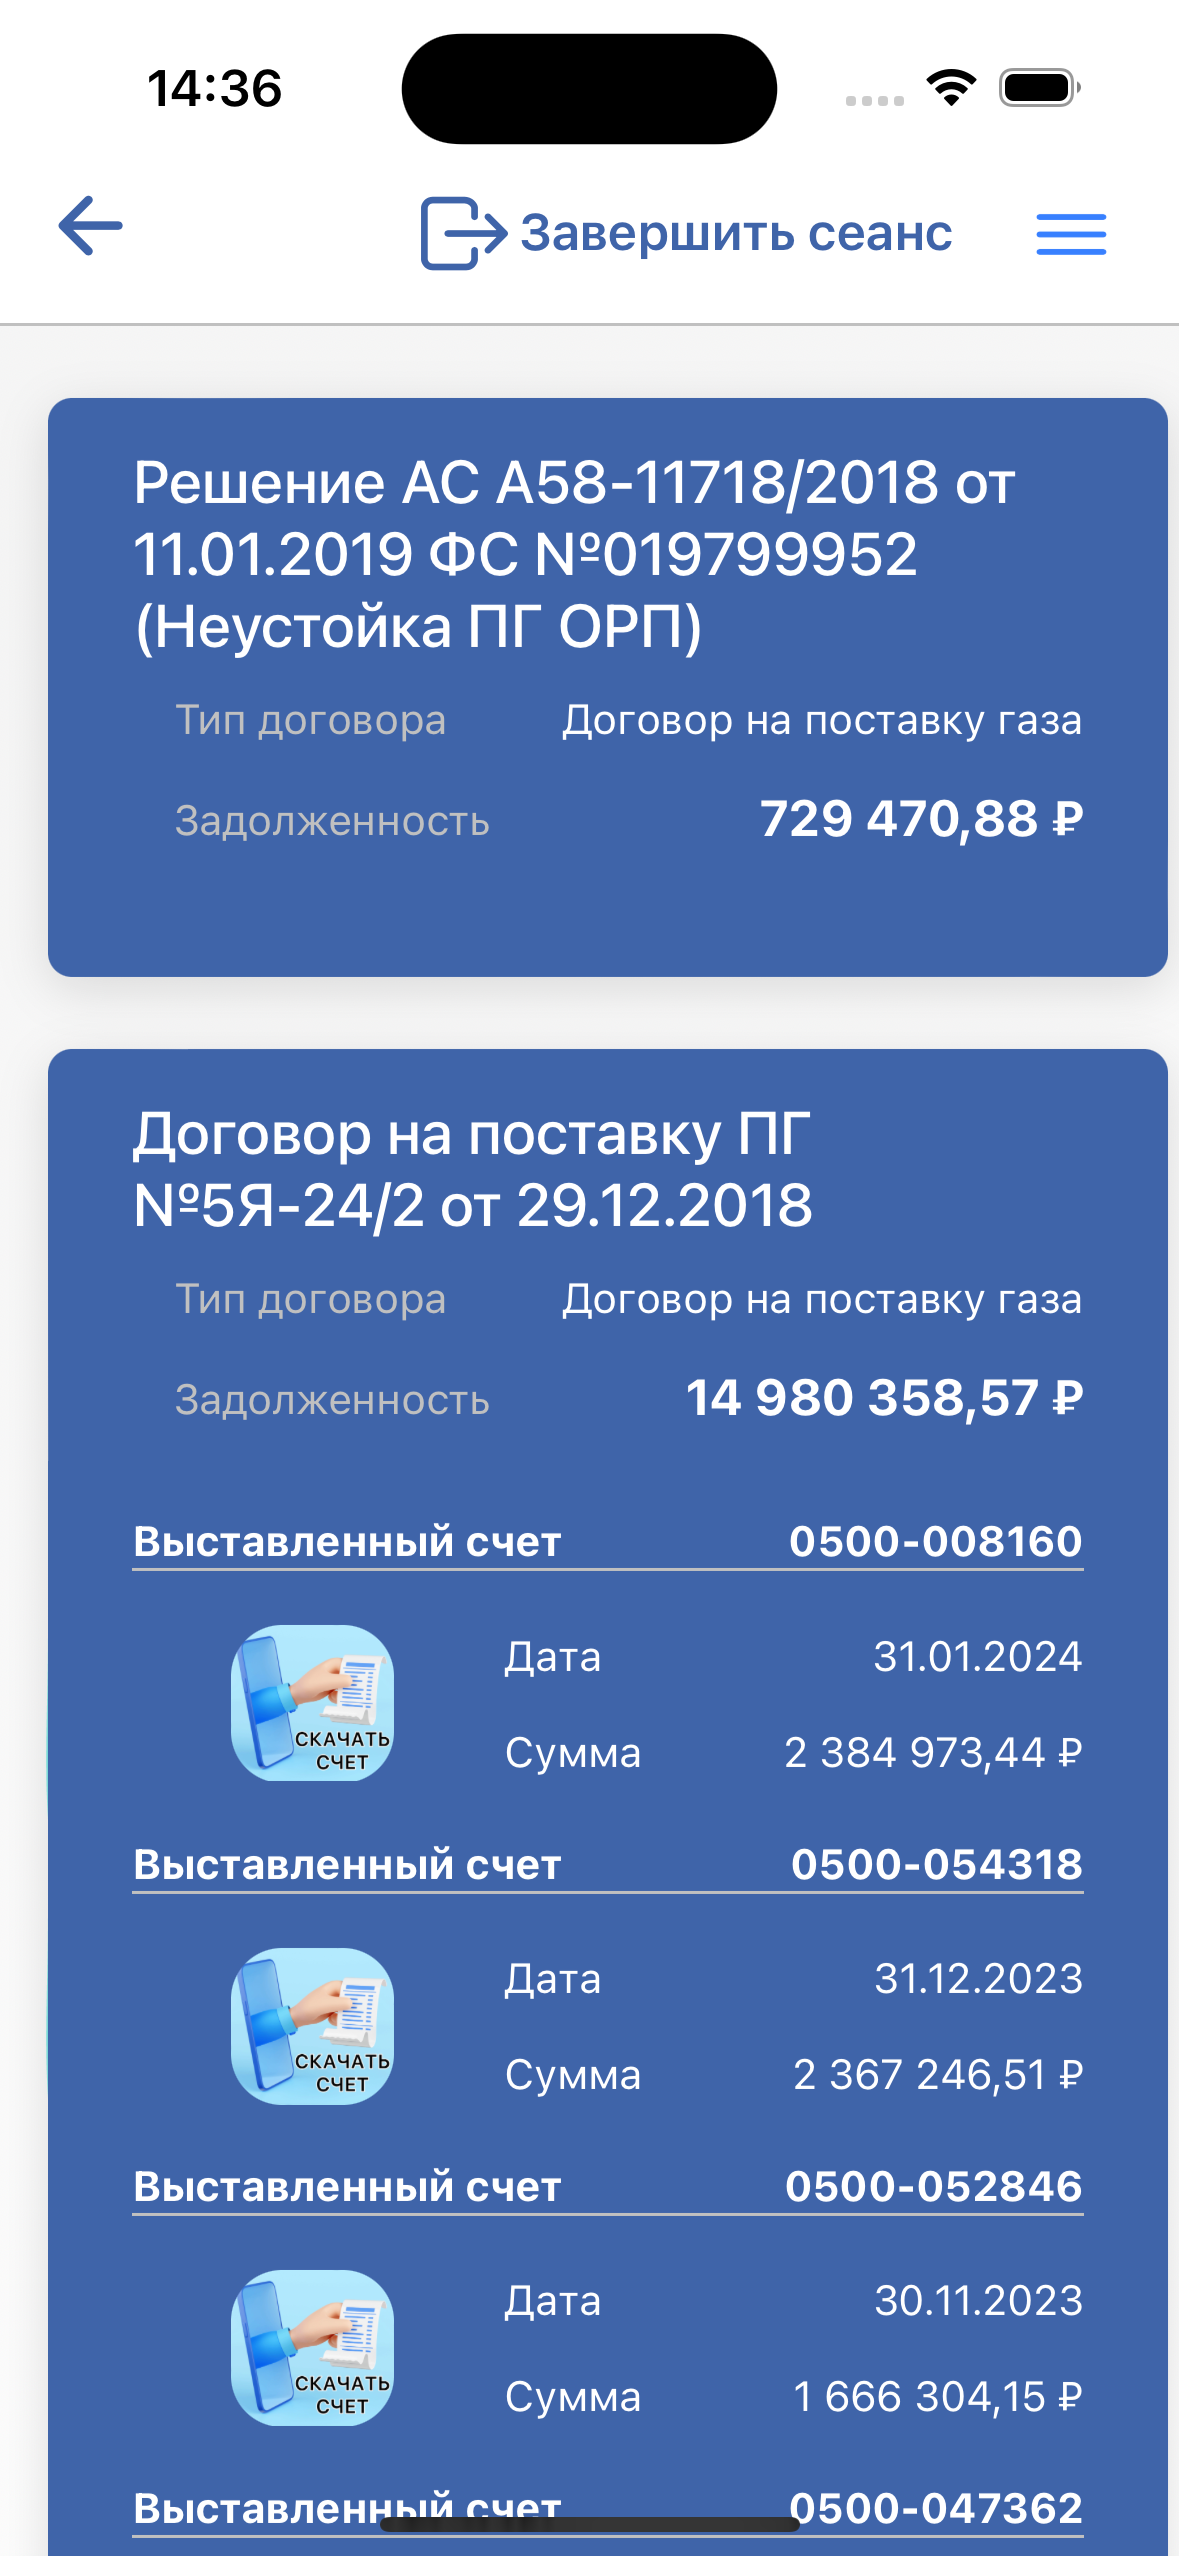 14:36
Завершить сеанс
Решение АС А58-11718/2018 от
11.01.2019 ФС №019799952
(Неустойка ПГ ОРП)
Тип договора Договор на поставку газа
Задолженность 729 470,88 ₽
Договор на поставку ПГ
№5Я-24/2 от 29.12.2018
Тип договора Договор на поставку газа
Задолженность 14 980 358,57 ₽
Выставленный счет 0500-008160
Дата 31.01.2024
Сумма 2 384 973,44 ₽
СКАЧАТЬ
СЧЕТ
Выставленный счет 0500-054318
Дата 31.12.2023
Сумма 2 367 246,51 ₽
СКАЧАТЬ
СЧЕТ
Выставленный счет 0500-052846
Дата 30.11.2023
Сумма 1 666 304,15 ₽
СКАЧАТЬ
СЧЕТ
Выставленный счет 0500-047362